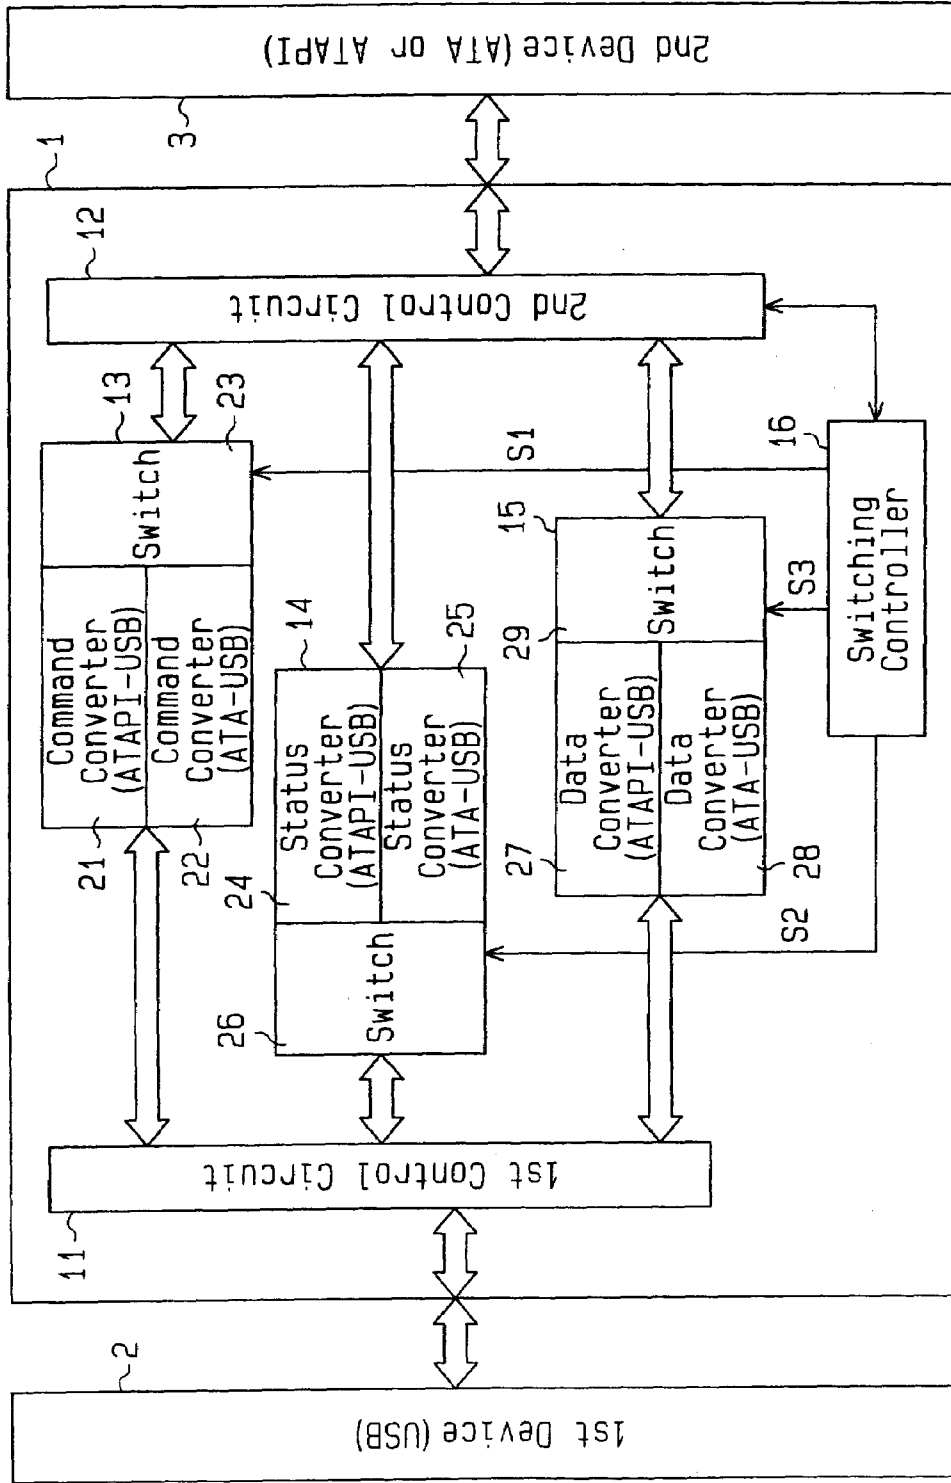 1
2
3
1st Device (USB)
2nd Device (ATA or ATAPI)
11
1st Control Circuit
12
2nd Control Circuit
13
21
Command
Converter
(ATAPI-USB)
22
Command
Converter
(ATA-USB)
Switch
23
14
26
Switch
24
Status
Converter
(ATAPI-USB)
Status
Converter
(ATA-USB)
25
S1
15
27
Data
Converter
(ATAPI-USB)
Data
Converter
(ATA-USB)
28
29
Switch
S2
S3
16
Switching
Controller